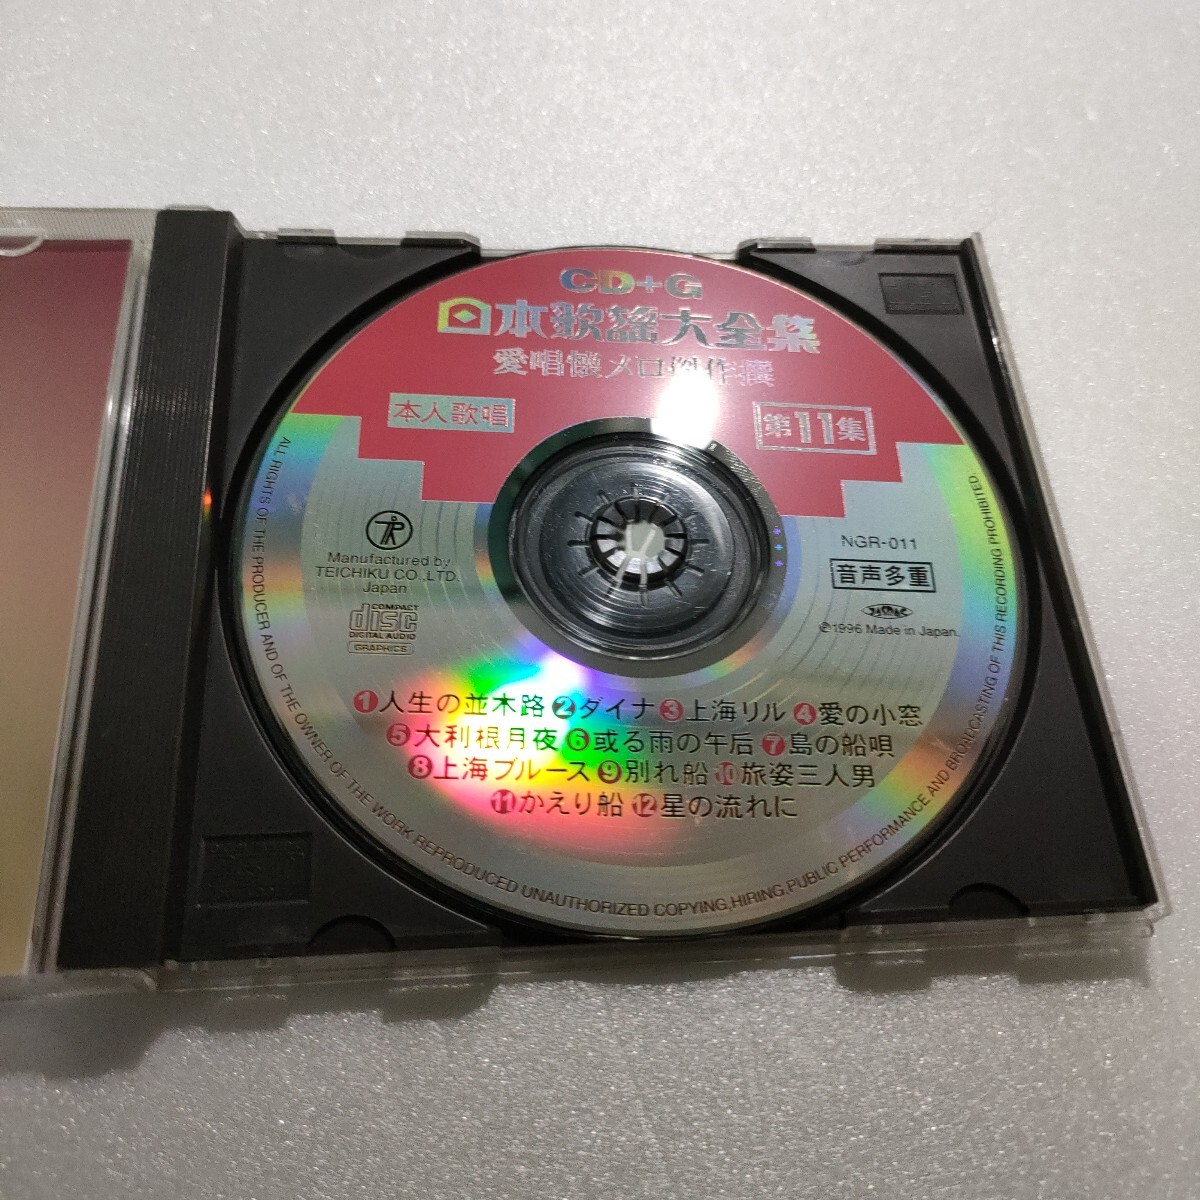 CD+G
日本歌謡大全集
愛唱懐メロ傑作撰
本人歌唱
第11集
Manufactured by
TEICHIKU CO.,LTD.
Japan
COMPACT
disc
DIGITAL AUDIO
GRAPHICS
NGR-011
音声多重
JASRAC
℗1996 Made in Japan.
❶人生の並木路❷ダイナ❸上海リル❹愛の小窓
❺大利根月夜❻或る雨の午后❼島の船唄
❽上海ブルース❾別れ船❿旅姿三人男
⓫かえり船⓬星の流れに
ALL RIGHTS OF THE PRODUCER AND OF THE OWNER OF THE WORK REPRODUCED UNAUTHORIZED COPYING,HIRING,PUBLIC PERFORMANCE AND BROADCASTING OF THIS RECORDING PROHIBITED.